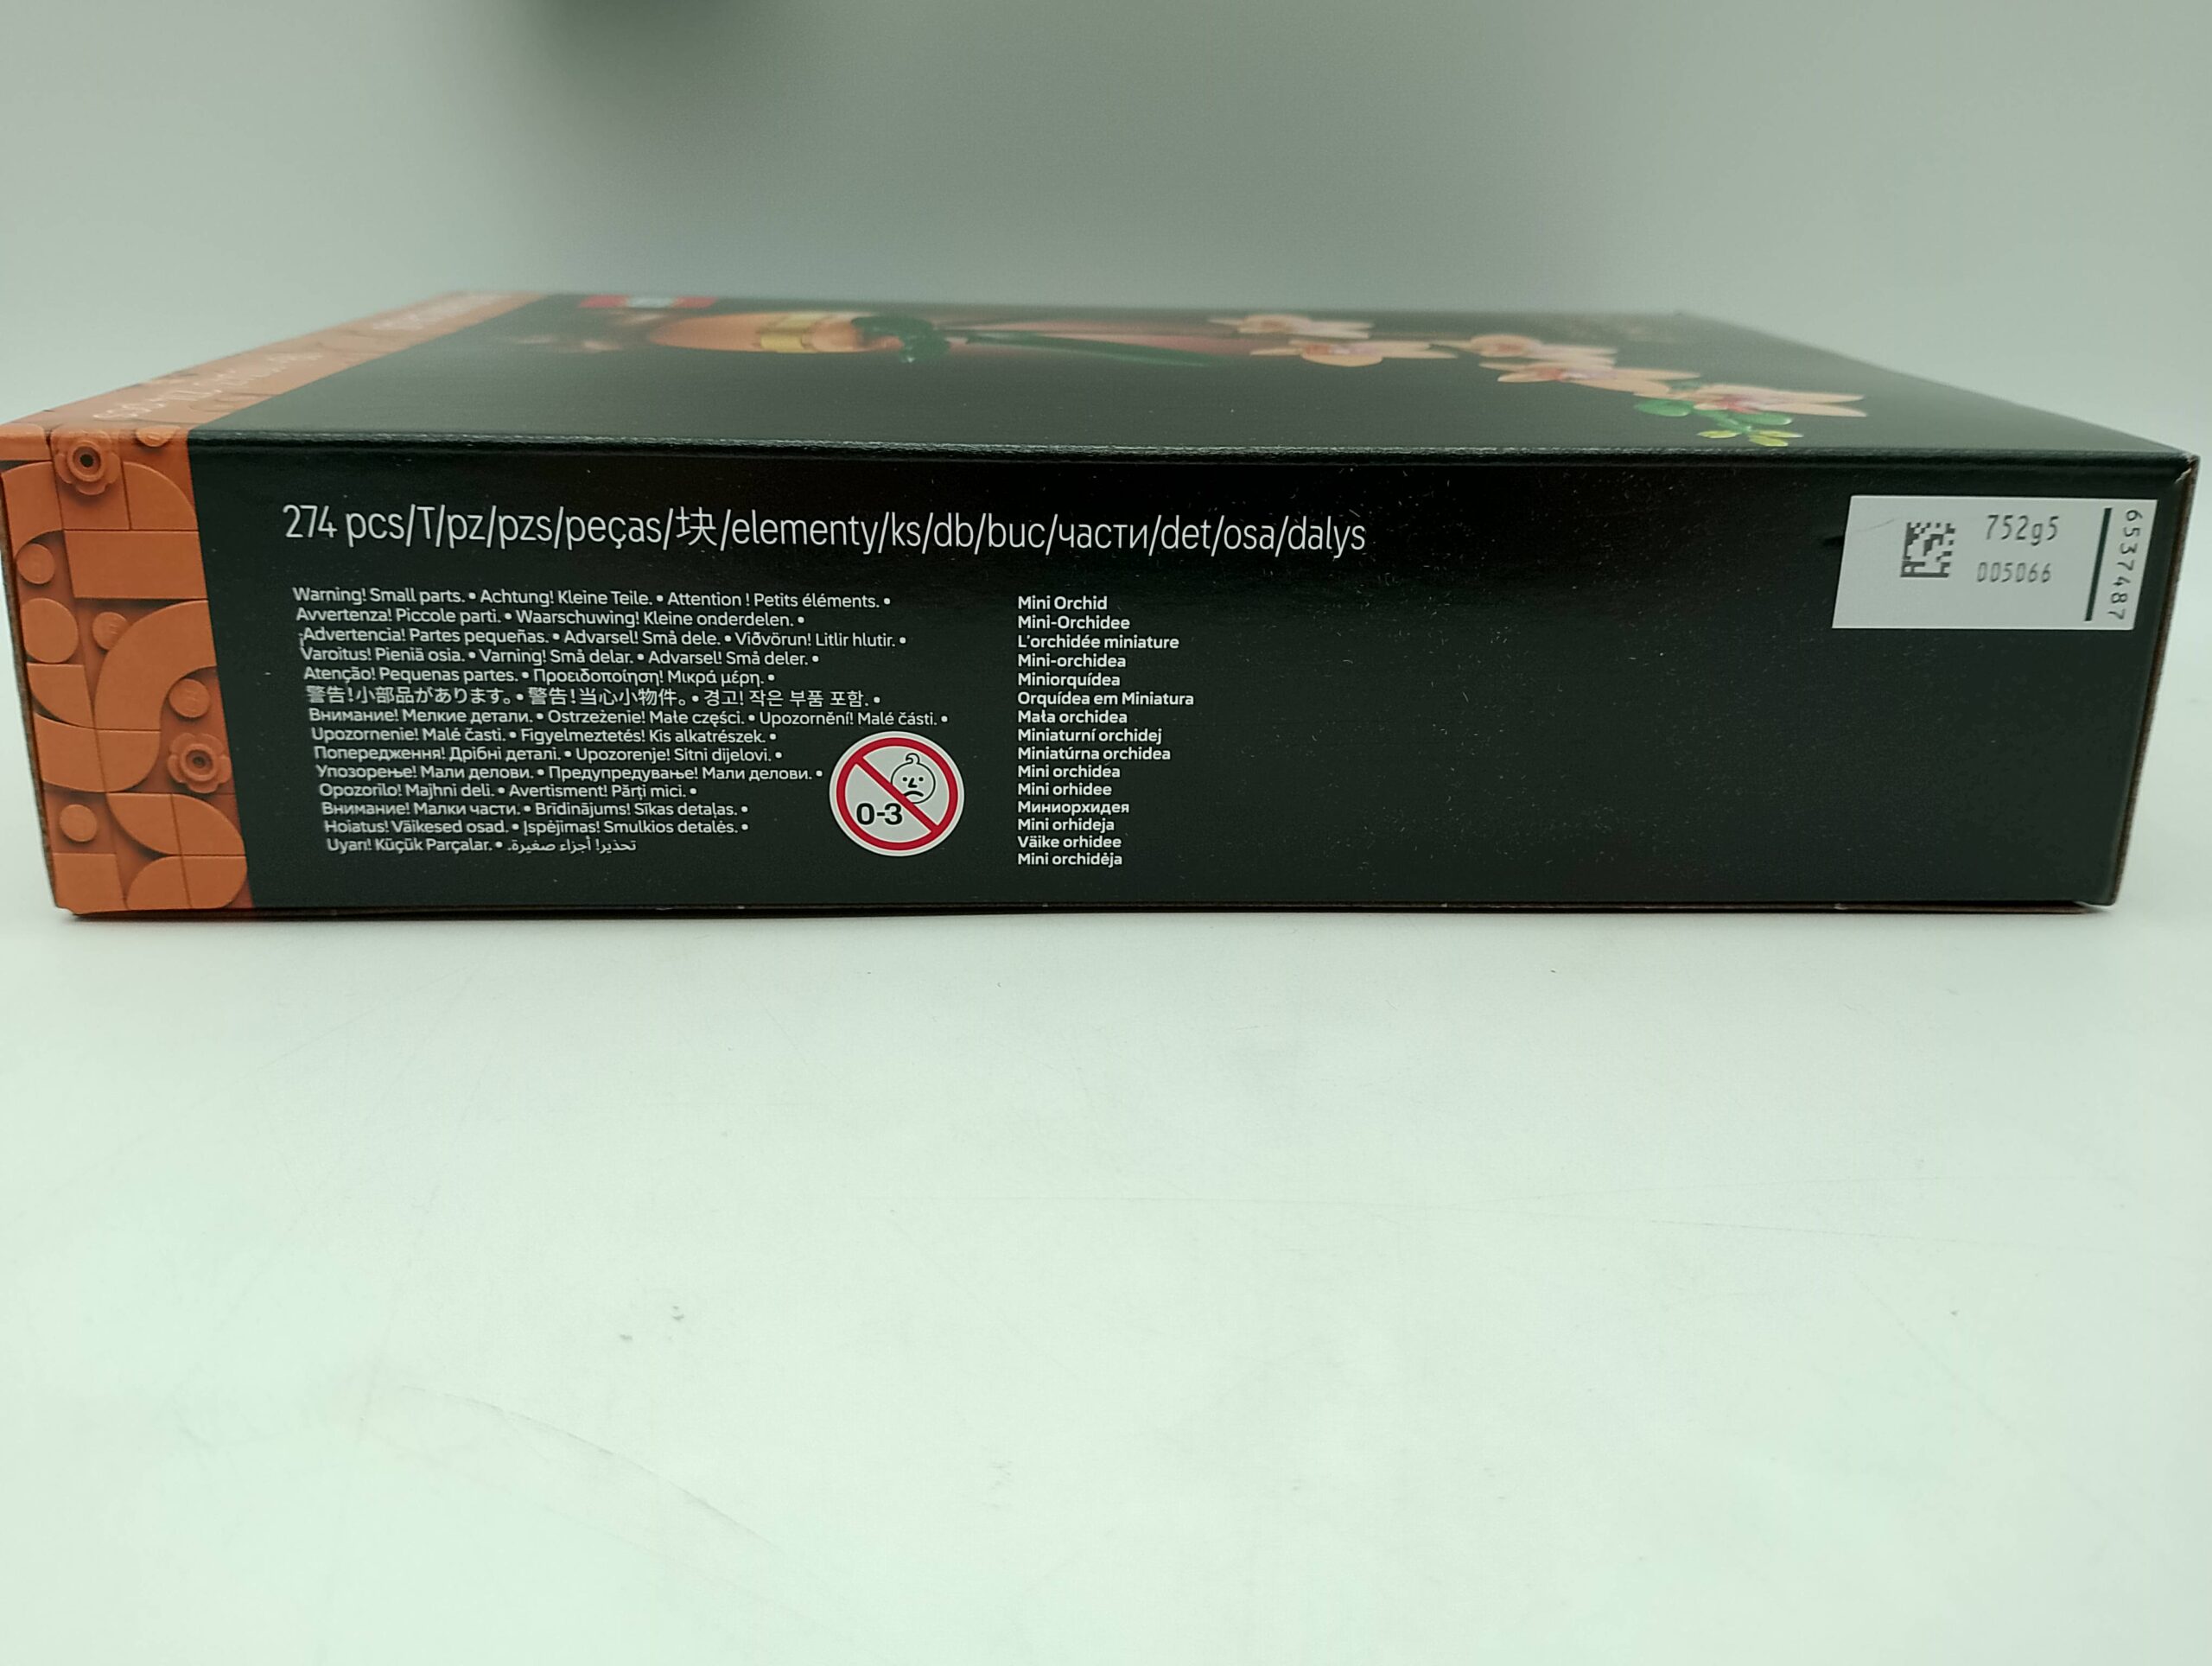 274 pcs/T/pz/pzs/peças/块/elementy/ks/db/buc/части/det/osa/dalys
Warning! Small parts. • Achtung! Kleine Teile. • Attention ! Petits éléments. •
Avvertenza! Piccole parti. • Waarschuwing! Kleine onderdelen. •
¡Advertencia! Partes pequeñas. • Advarsel! Små dele. • Viðvörun! Litlir hlutir. •
Varoitus! Pieniä osia. • Varning! Små delar. • Advarsel! Små deler. •
Atenção! Pequenas partes. • Προειδοποίηση! Μικρά μέρη. •
警告!小部品があります。• 警告!当心小物件。• 경고! 작은 부품 포함. •
Внимание! Мелкие детали. • Ostrzeżenie! Małe części. • Upozornění! Malé části. •
Upozornenie! Malé časti. • Figyelmeztetés! Kis alkatrészek. •
Попередження! Дрібні деталі. • Upozorenje! Sitni dijelovi. •
Упозорење! Мали делови. • Предупредување! Мали делови. •
Opozorilo! Majhni deli. • Avertisment! Părți mici. •
Внимание! Малки части. • Brīdinājums! Sīkas detaļas. •
Hoiatus! Väikesed osad. • Įspėjimas! Smulkios detalės. •
Uyarı! Küçük Parçalar. • تحذير! أجزاء صغيرة.
0-3
Mini Orchid
Mini-Orchidee
L'orchidée miniature
Mini-orchidea
Miniorquídea
Orquídea em Miniatura
Mała orchidea
Miniaturní orchidej
Miniatúrna orchidea
Mini orchidea
Mini orhidee
Миниорхидея
Mini orhideja
Väike orhidee
Mini orchidėja
752g5
005066
6537487